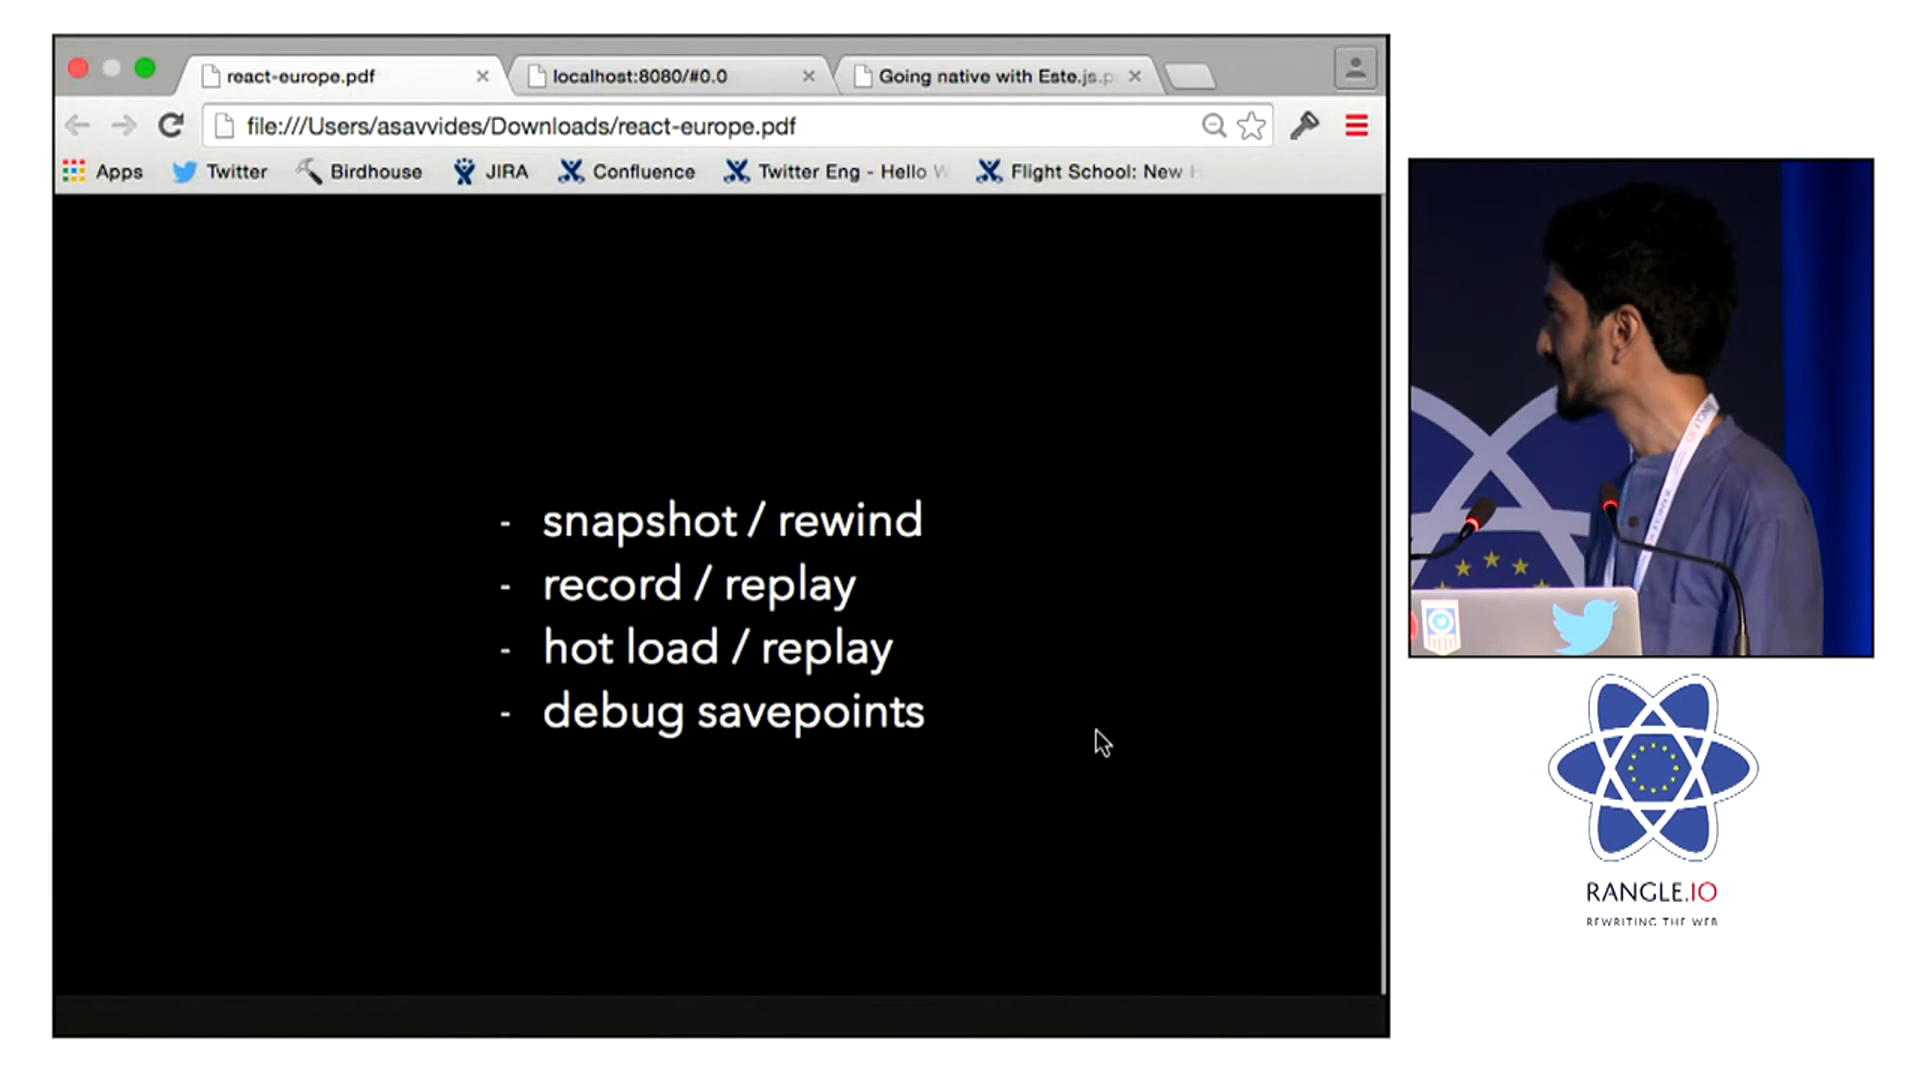 react-europe.pdf
localhost:8080/#0.0
Going native with Este.js.p
file:///Users/asavvides/Downloads/react-europe.pdf
Apps
Twitter
Birdhouse
JIRA
Confluence
Twitter Eng - Hello W
Flight School: New H
- snapshot / rewind
- record / replay
- hot load / replay
- debug savepoints
RANGLE.IO
REWRITING THE WEB